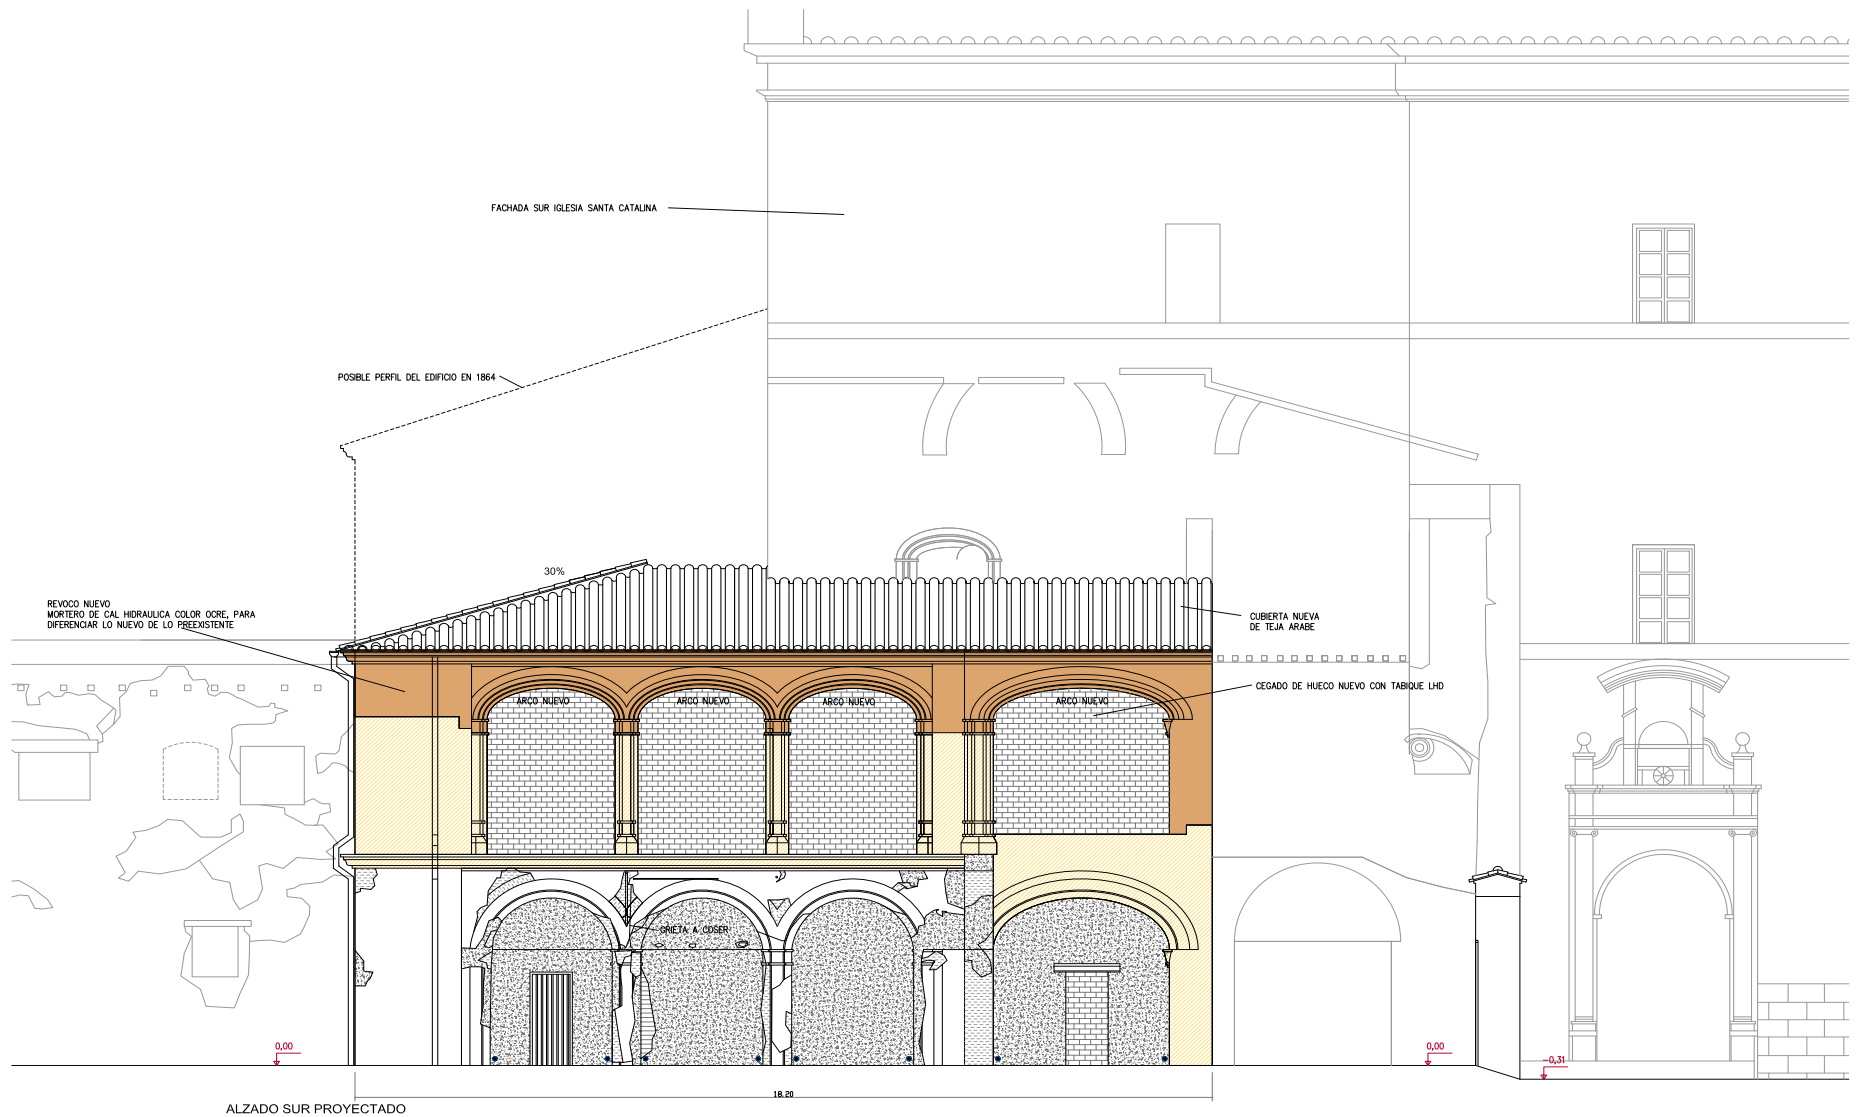 FACHADA SUR IGLESIA SANTA CATALINA
POSIBLE PERFIL DEL EDIFICIO EN 1864
30%
REVOCO NUEVO
MORTERO DE CAL HIDRAULICA COLOR OCRE, PARA
DIFERENCIAR LO NUEVO DE LO PREEXISTENTE
CUBIERTA NUEVA
DE TEJA ARABE
CEGADO DE HUECO NUEVO CON TABIQUE LHD
ARCO NUEVO
ARCO NUEVO
ARCO NUEVO
ARCO NUEVO
GRIETA A COSER
0,00
0,00
-0,31
18.20
ALZADO SUR PROYECTADO